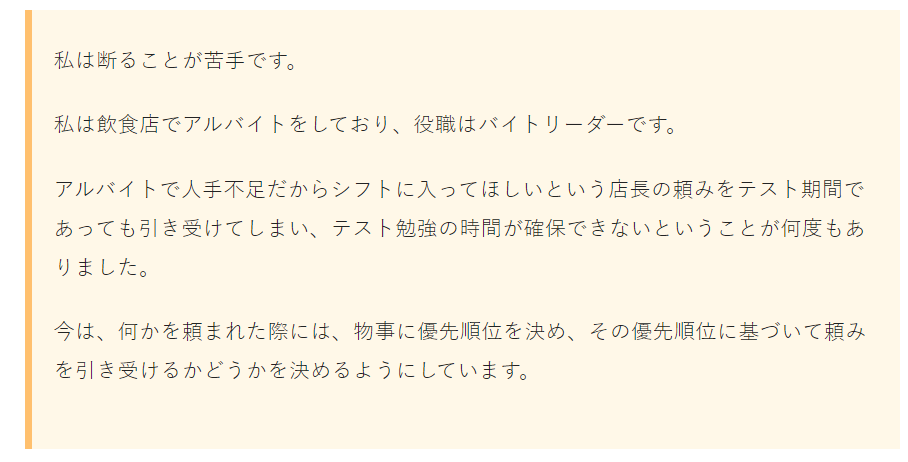 私は断ることが苦手です。
私は飲食店でアルバイトをしており、役職はバイトリーダーです。
アルバイトで人手不足だからシフトに入ってほしいという店長の頼みをテスト期間で
あっても引き受けてしまい、テスト勉強の時間が確保できないということが何度もあ
りました。
今は、何かを頼まれた際には、物事に優先順位を決め、その優先順位に基づいて頼み
を引き受けるかどうかを決めるようにしています。